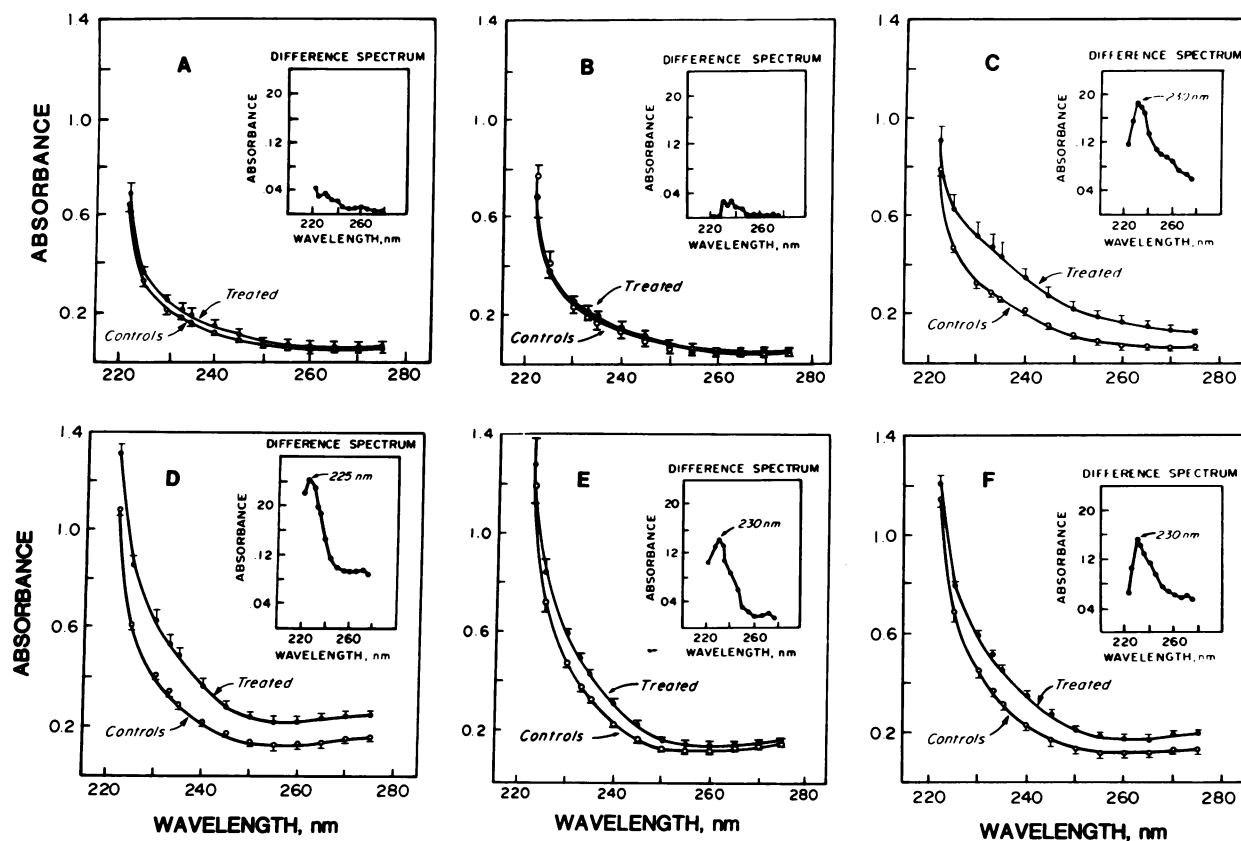 1.4
1.0
0.6
0.2
ABSORBANCE
A
DIFFERENCE SPECTRUM
.20
.12
.04
ABSORBANCE
220
260
WAVELENGTH, nm
Treated
Controls
220
240
260
280
1.4
1.0
0.6
0.2
B
DIFFERENCE SPECTRUM
.20
.12
.04
ABSORBANCE
220
260
WAVELENGTH, nm
Treated
Controls
220
240
260
280
1.4
1.0
0.6
0.2
C
DIFFERENCE SPECTRUM
.20
.12
.04
ABSORBANCE
230 nm
220
260
WAVELENGTH, nm
Treated
Controls
220
240
260
280
1.4
1.0
0.6
0.2
ABSORBANCE
D
DIFFERENCE SPECTRUM
.20
.12
.04
ABSORBANCE
225 nm
220
260
WAVELENGTH, nm
Treated
Controls
220
240
260
280
WAVELENGTH, nm
1.4
1.0
0.6
0.2
E
DIFFERENCE SPECTRUM
.20
.12
.04
ABSORBANCE
230 nm
220
260
WAVELENGTH, nm
Treated
Controls
220
240
260
280
WAVELENGTH, nm
1.4
1.0
0.6
0.2
F
DIFFERENCE SPECTRUM
.20
.12
.04
ABSORBANCE
230 nm
220
260
WAVELENGTH, nm
Treated
Controls
220
240
260
280
WAVELENGTH, nm